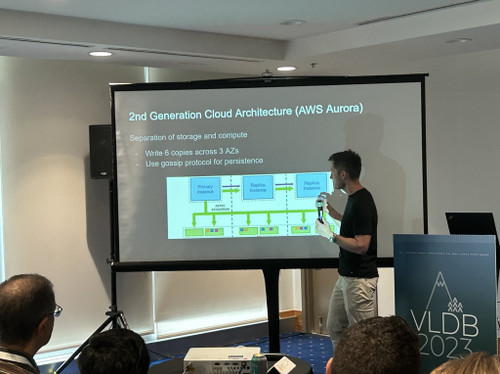 2nd Generation Cloud Architecture (AWS Aurora)
Separation of storage and compute
- Write 6 copies across 3 AZs
- Use gossip protocol for persistence
Primary
Instance
Replica
Instance
Replica
Instance
VLDB
2023